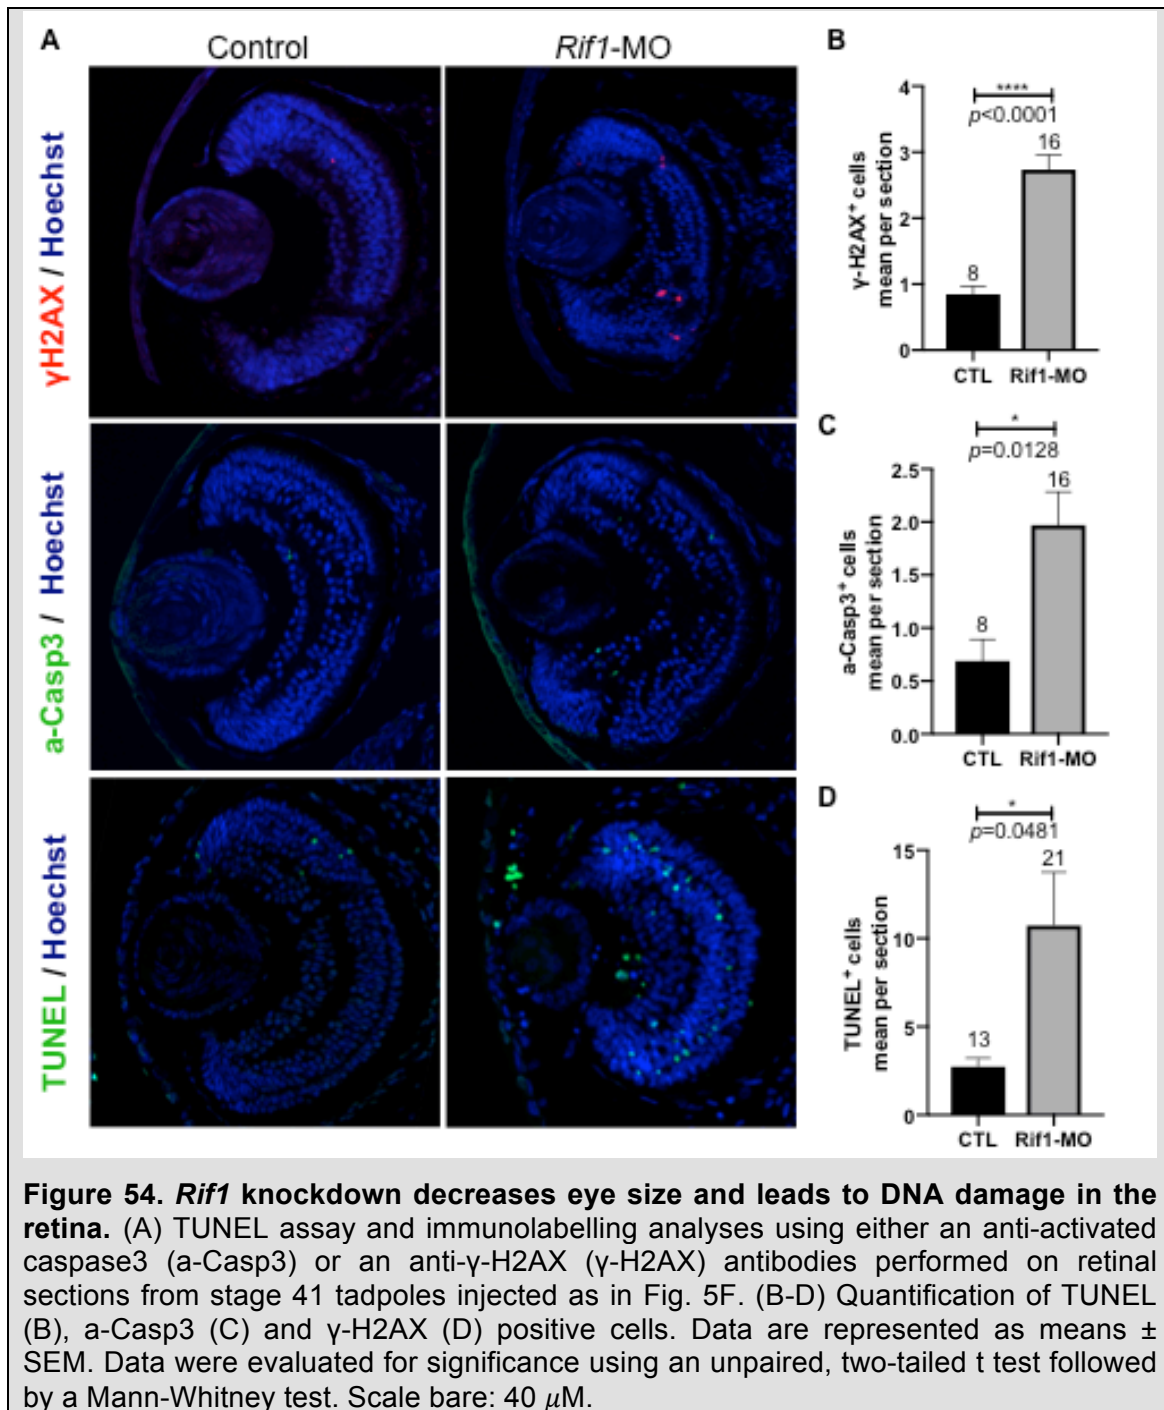 A
Control
Rif1-MO
γH2AX / Hoechst
a-Casp3 / Hoechst
TUNEL / Hoechst
B
γ-H2AX⁺ cells
mean per section
4
3
2
1
0
****
p<0.0001
8
16
CTL
Rif1-MO
C
a-Casp3⁺ cells
mean per section
2.5
2.0
1.5
1.0
0.5
0.0
*
p=0.0128
8
16
CTL
Rif1-MO
D
TUNEL⁺ cells
mean per section
15
10
5
0
*
p=0.0481
13
21
CTL
Rif1-MO
Figure 54. Rif1 knockdown decreases eye size and leads to DNA damage in the
retina. (A) TUNEL assay and immunolabelling analyses using either an anti-activated
caspase3 (a-Casp3) or an anti-γ-H2AX (γ-H2AX) antibodies performed on retinal
sections from stage 41 tadpoles injected as in Fig. 5F. (B-D) Quantification of TUNEL
(B), a-Casp3 (C) and γ-H2AX (D) positive cells. Data are represented as means ±
SEM. Data were evaluated for significance using an unpaired, two-tailed t test followed
by a Mann-Whitney test. Scale bare: 40 μM.